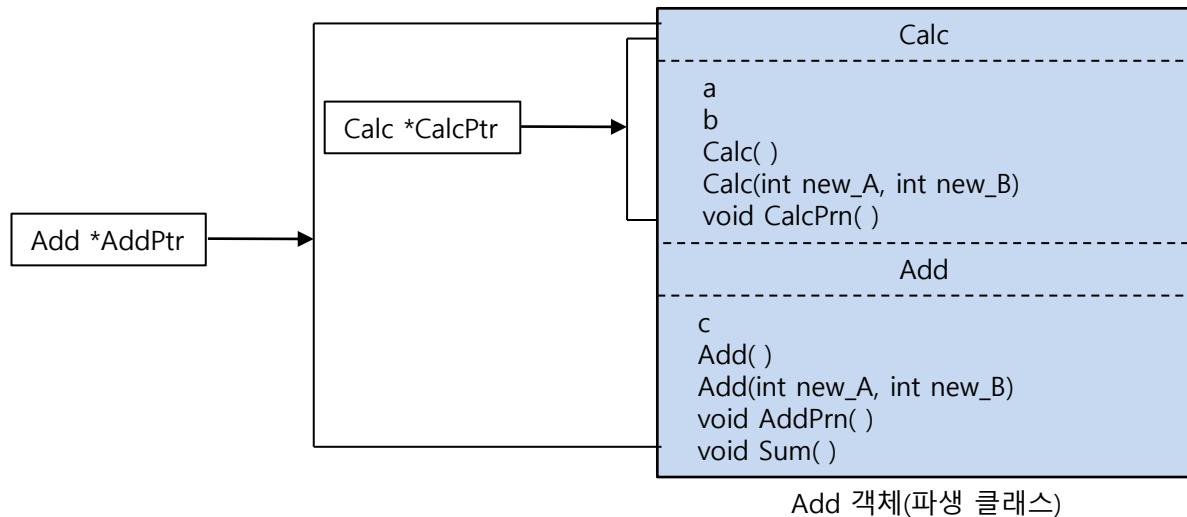 Calc
a
b
Calc( )
Calc(int new_A, int new_B)
void CalcPrn( )
Calc *CalcPtr
Add *AddPtr
Add
c
Add( )
Add(int new_A, int new_B)
void AddPrn( )
void Sum( )
Add 객체(파생 클래스)